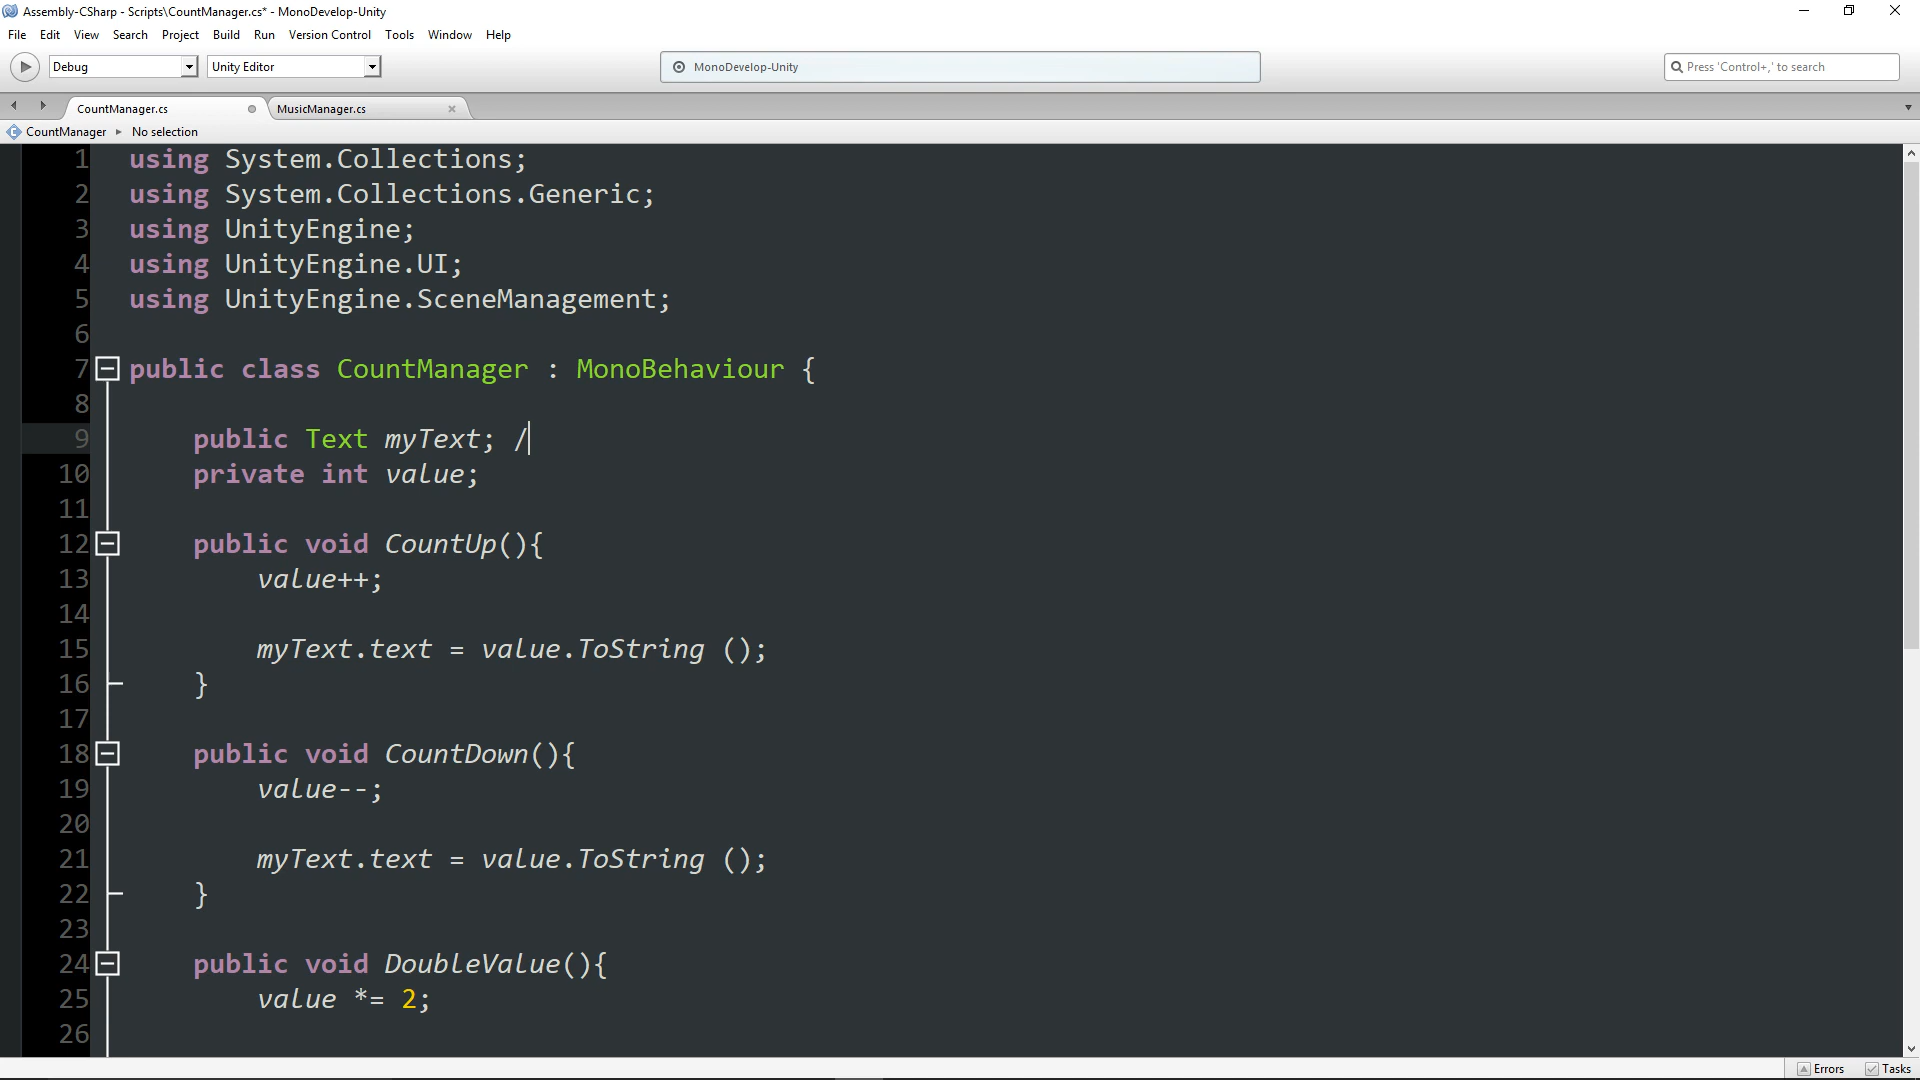 Assembly-CSharp - Scripts\CountManager.cs* - MonoDevelop-Unity
File Edit View Search Project Build Run Version Control Tools Window Help
Debug Unity Editor MonoDevelop-Unity Press 'Control+,' to search
CountManager.cs MusicManager.cs
CountManager No selection
1 using System.Collections;
2 using System.Collections.Generic;
3 using UnityEngine;
4 using UnityEngine.UI;
5 using UnityEngine.SceneManagement;
6
7 public class CountManager : MonoBehaviour {
8
9 public Text myText; /
10 private int value;
11
12 public void CountUp(){
13 value++;
14
15 myText.text = value.ToString ();
16 }
17
18 public void CountDown(){
19 value--;
20
21 myText.text = value.ToString ();
22 }
23
24 public void DoubleValue(){
25 value *= 2;
26
Errors Tasks